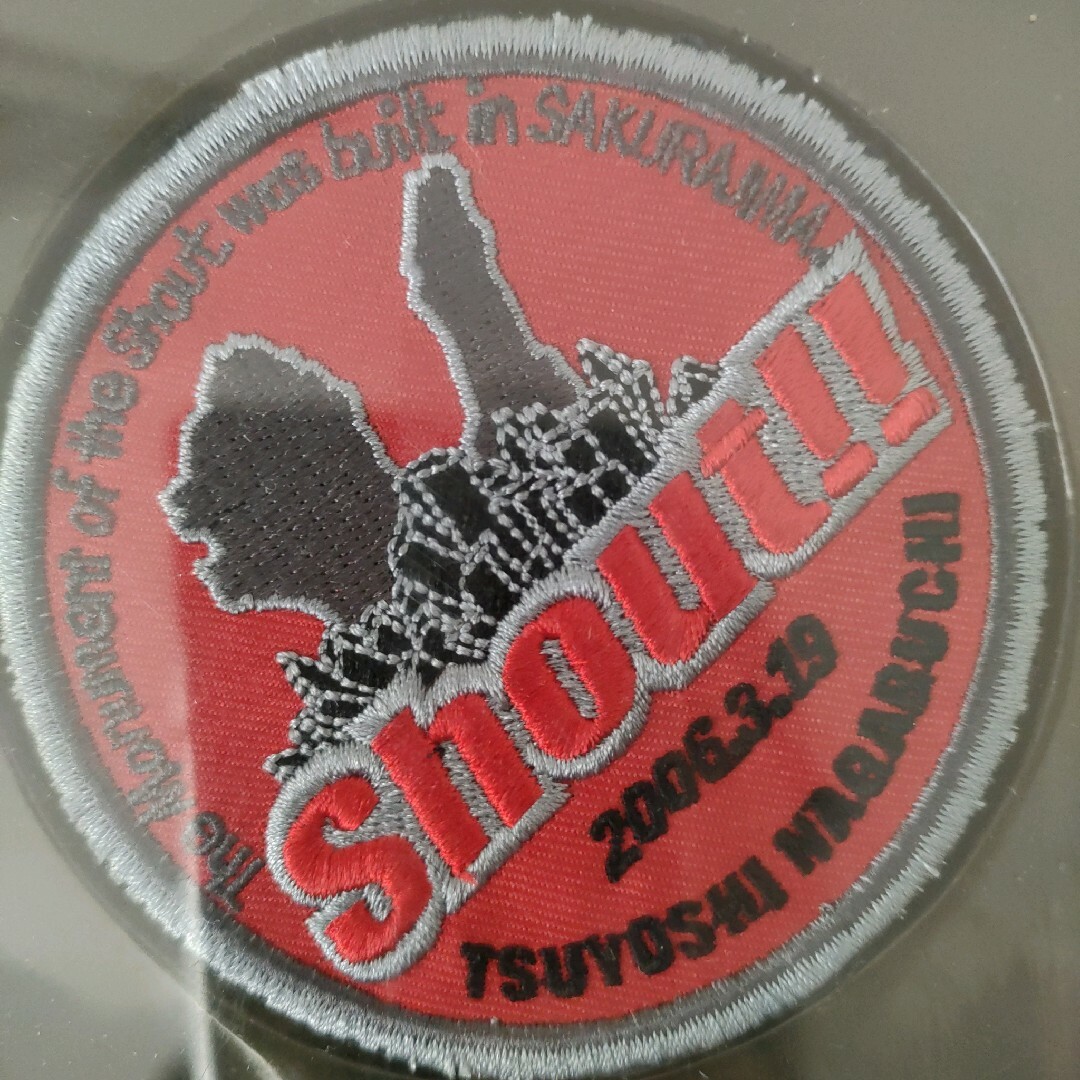 The Monument of the Shout was built in SAKURAJIMA.
Shout!!
2006.3.19
TSUYOSHI NAGABUCHI